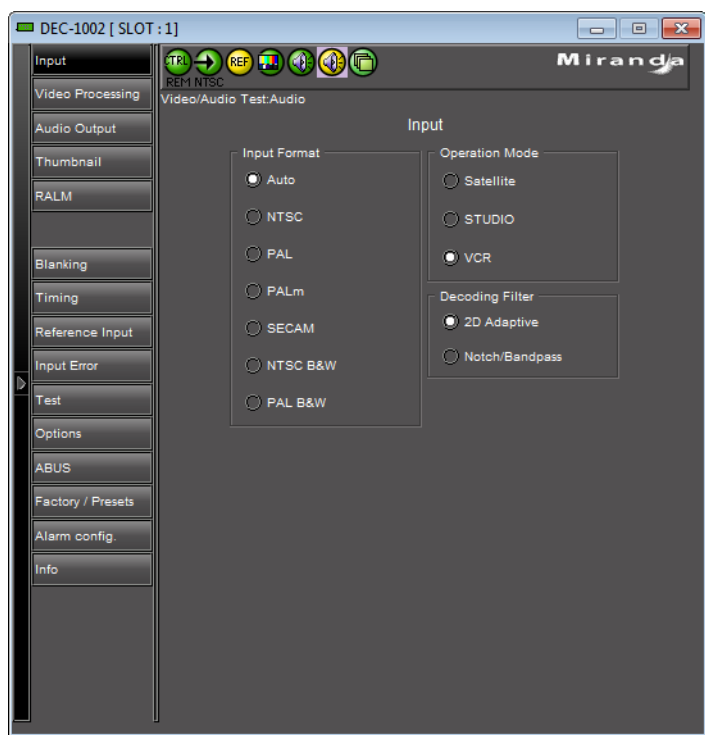 DEC-1002 [ SLOT : 1]
CTRL
REF
Miranda
REM NTSC
Video/Audio Test:Audio
Input
Video Processing
Audio Output
Thumbnail
RALM
Blanking
Timing
Reference Input
Input Error
Test
Options
ABUS
Factory / Presets
Alarm config.
Info
Input
Input Format
Auto
NTSC
PAL
PALm
SECAM
NTSC B&W
PAL B&W
Operation Mode
Satellite
STUDIO
VCR
Decoding Filter
2D Adaptive
Notch/Bandpass